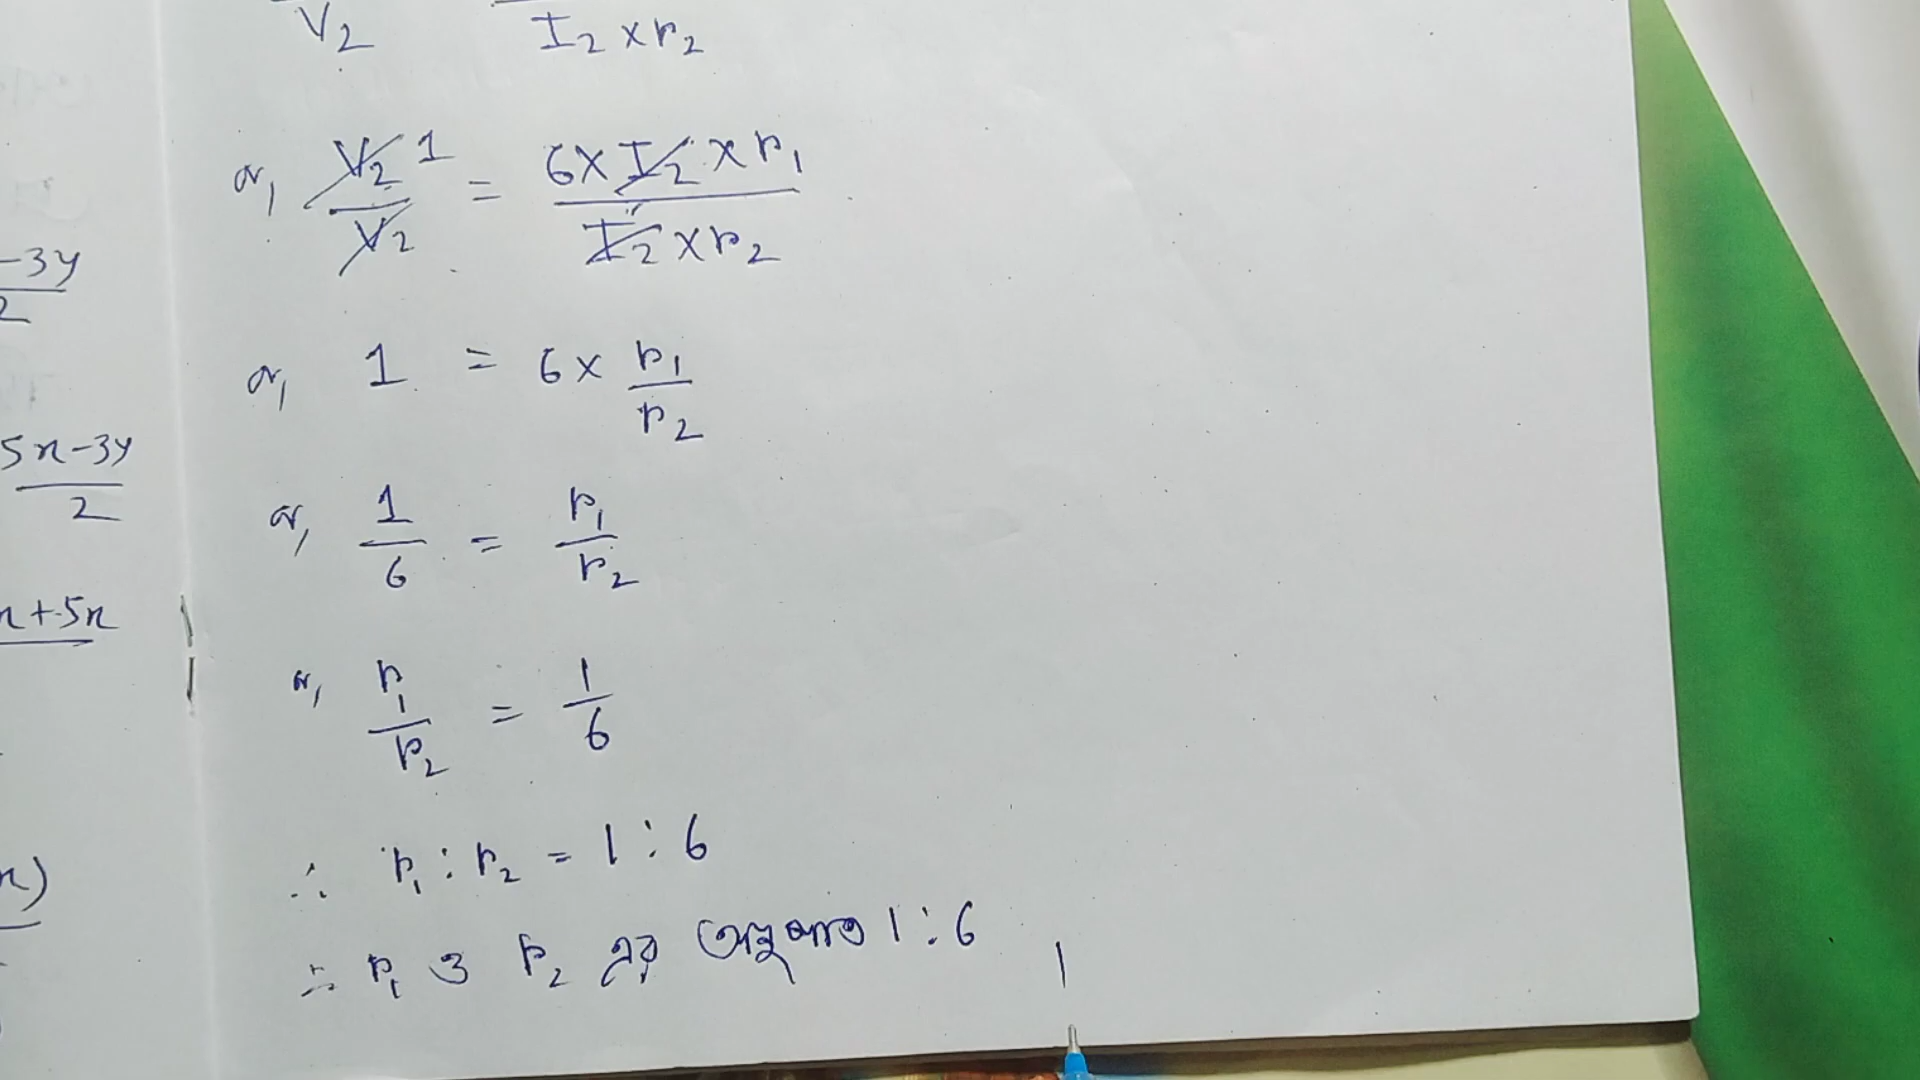 V₂ I₂ × r₂
বা, V₂ 1 / V₂ = 6 × I₂ × r₁ / I₂ × r₂
বা, 1 = 6 × r₁ / r₂
বা, 1 / 6 = r₁ / r₂
বা, r₁ / r₂ = 1 / 6
∴ r₁ : r₂ = 1 : 6
∴ r₁ ও r₂ এর অনুপাত 1 : 6 ।
-3y
2
5x-3y
2
x+5x
x)